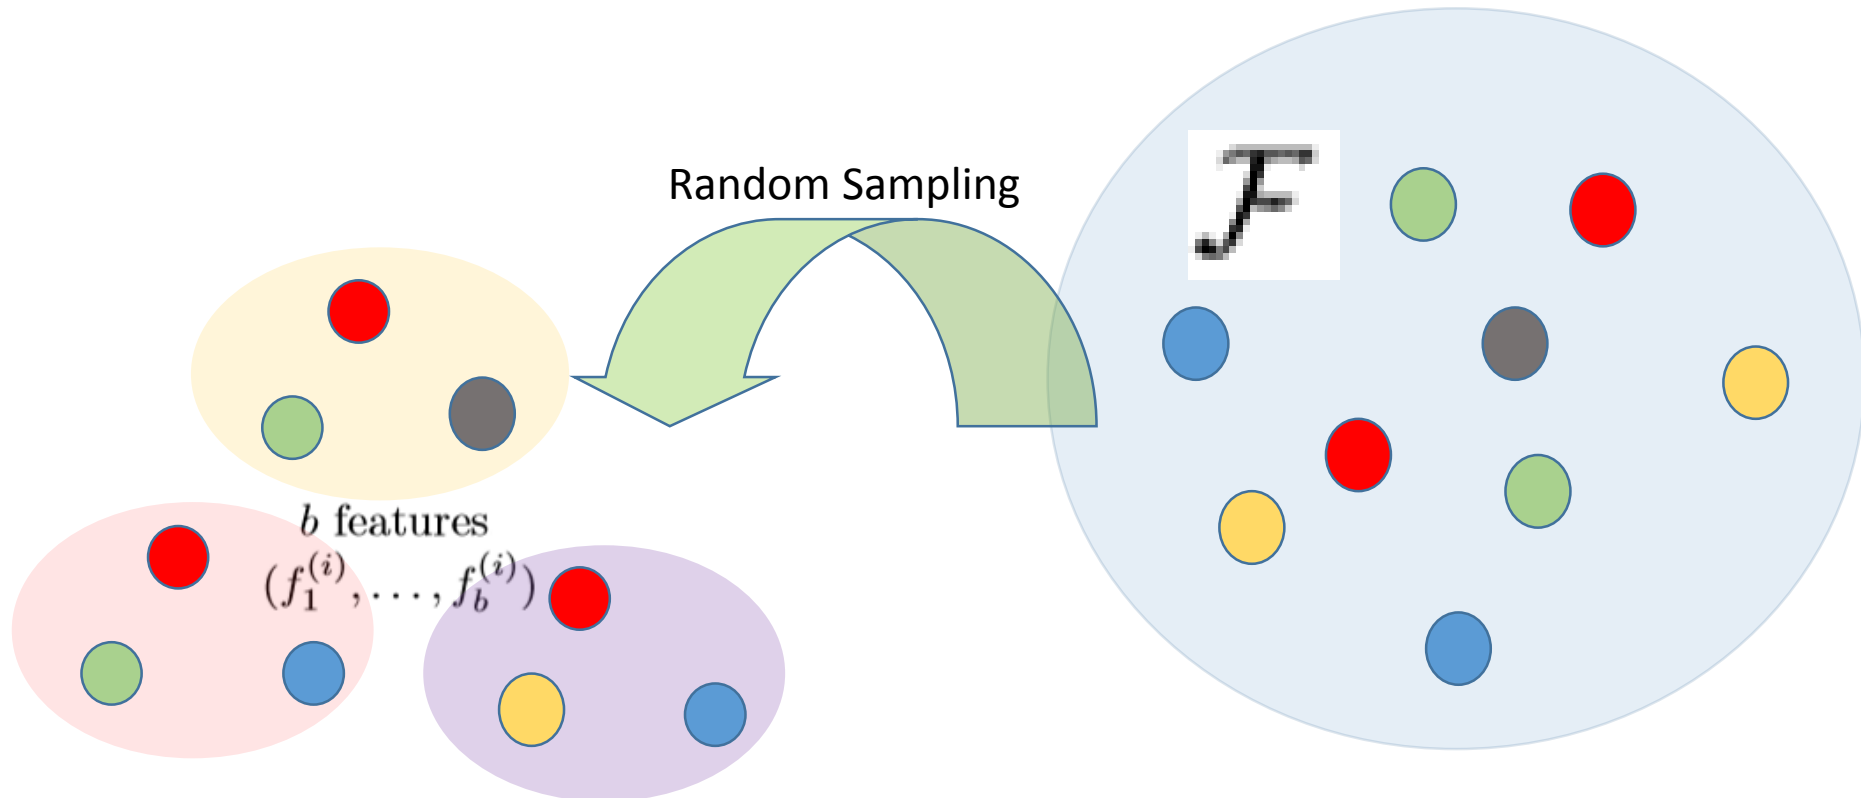 Random Sampling
ℱ
b features
(f₁⁽ⁱ⁾, . . . , f_b⁽ⁱ⁾)